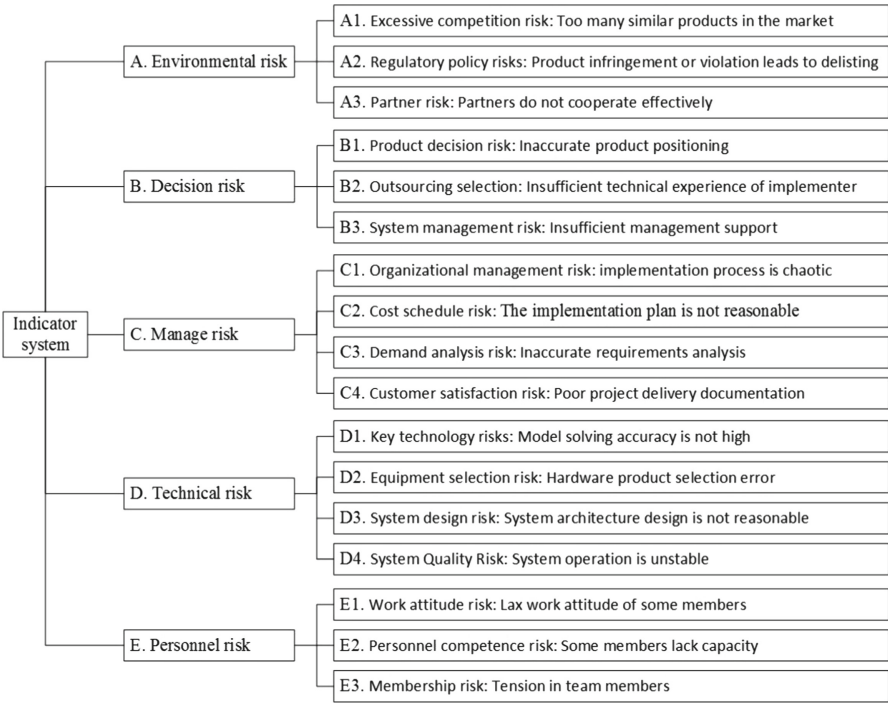 Indicator
system
A. Environmental risk
A1. Excessive competition risk: Too many similar products in the market
A2. Regulatory policy risks: Product infringement or violation leads to delisting
A3. Partner risk: Partners do not cooperate effectively
B. Decision risk
B1. Product decision risk: Inaccurate product positioning
B2. Outsourcing selection: Insufficient technical experience of implementer
B3. System management risk: Insufficient management support
C. Manage risk
C1. Organizational management risk: implementation process is chaotic
C2. Cost schedule risk: The implementation plan is not reasonable
C3. Demand analysis risk: Inaccurate requirements analysis
C4. Customer satisfaction risk: Poor project delivery documentation
D. Technical risk
D1. Key technology risks: Model solving accuracy is not high
D2. Equipment selection risk: Hardware product selection error
D3. System design risk: System architecture design is not reasonable
D4. System Quality Risk: System operation is unstable
E. Personnel risk
E1. Work attitude risk: Lax work attitude of some members
E2. Personnel competence risk: Some members lack capacity
E3. Membership risk: Tension in team members